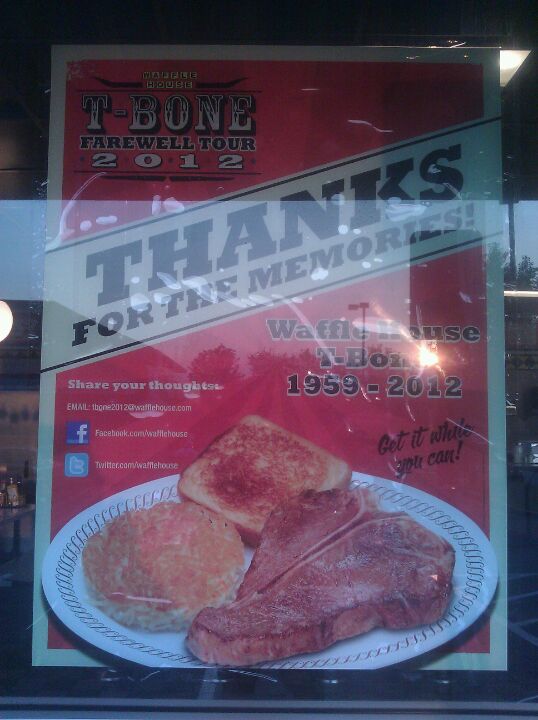 WAFFLE
HOUSE
T-BONE
FAREWELL TOUR
2012
THANKS
FOR THE MEMORIES!
Waffle House
T-Bone
1959 - 2012
Share your thoughts:
EMAIL: tbone2012@wafflehouse.com
f Facebook.com/wafflehouse
t Twitter.com/wafflehouse
Get it while
you can!